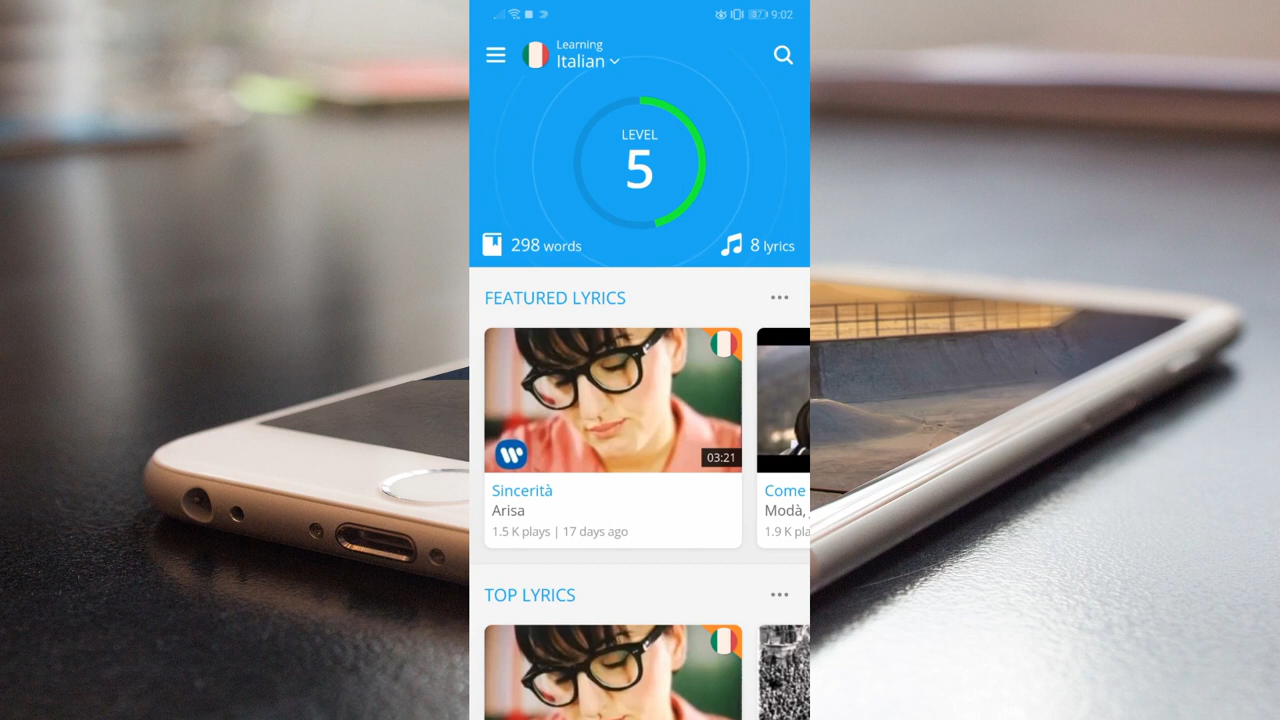 9:02
Learning
Italian
LEVEL
5
298 words
8 lyrics
FEATURED LYRICS
03:21
Sincerità
Come
Arisa
Modà,
1.5 K plays | 17 days ago
1.9 K pla
TOP LYRICS